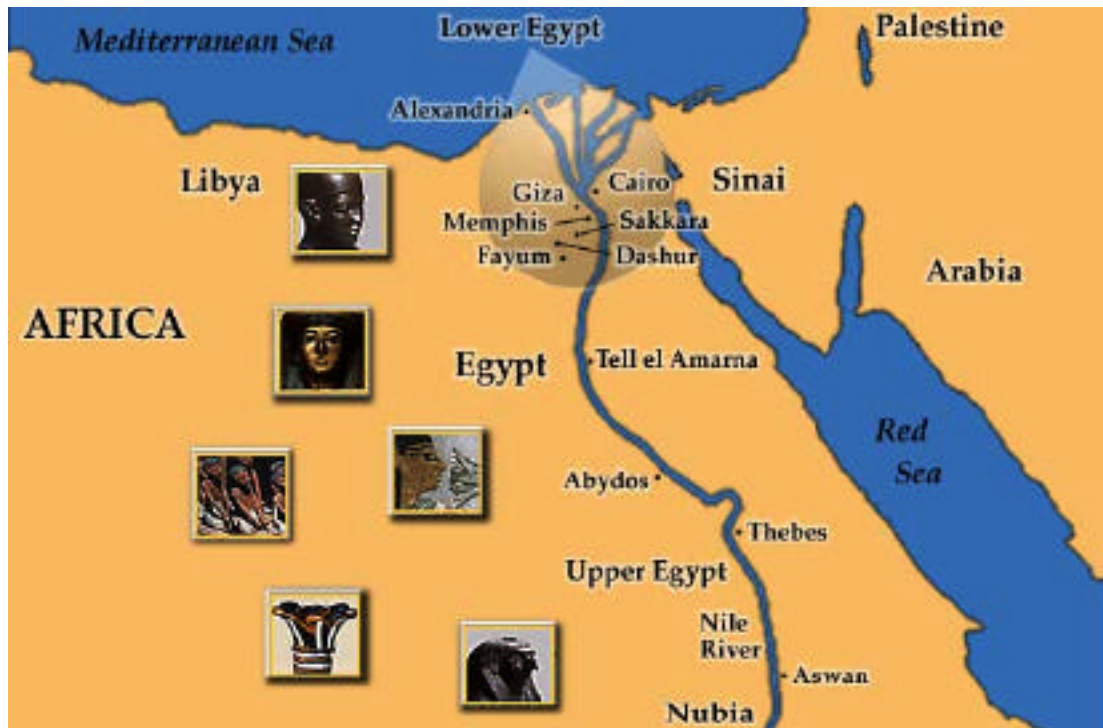 Mediterranean Sea
Lower Egypt
Palestine
Alexandria
Libya
Giza
Cairo
Sinai
Memphis
Sakkara
Fayum
Dashur
Arabia
AFRICA
Egypt
Tell el Amarna
Red
Sea
Abydos
Thebes
Upper Egypt
Nile
River
Aswan
Nubia